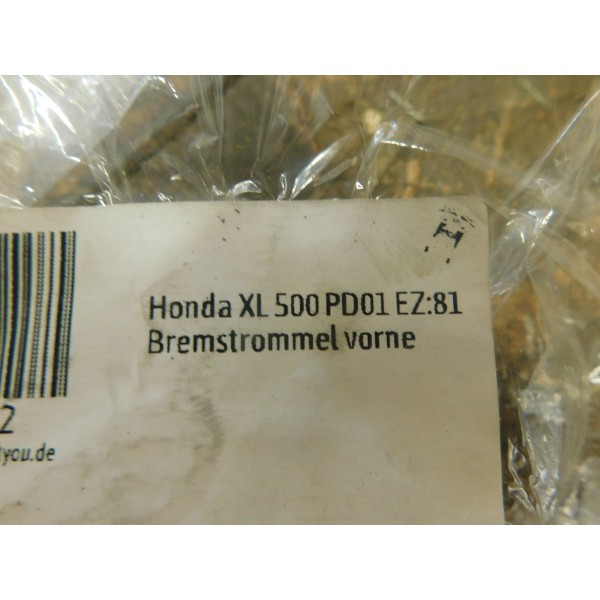 Honda XL 500 PD01 EZ:81
Bremstrommel vorne
2
you.de